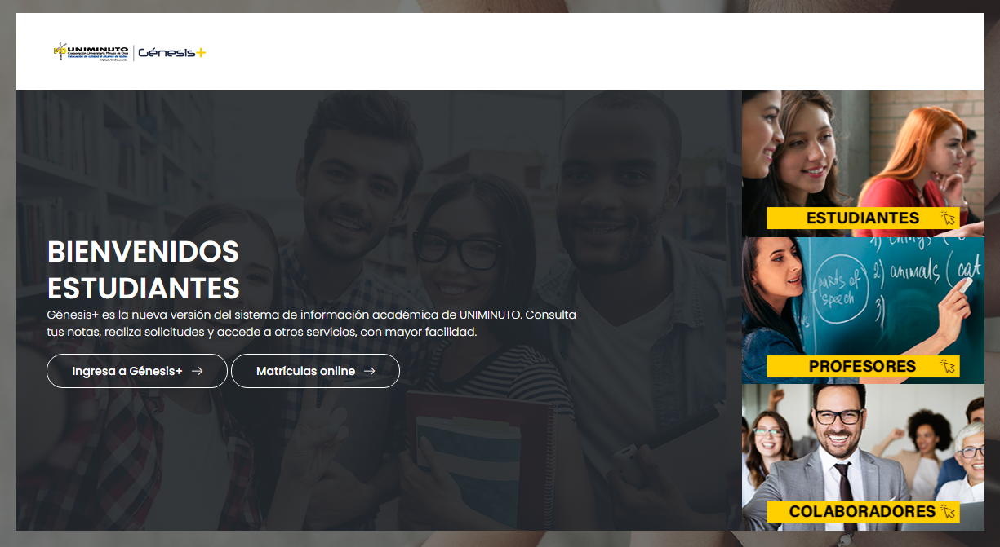 UNIMINUTO
Corporación Universitaria Minuto de Dios
Educación de calidad al alcance de todos
Vigilada MinEducación
Génesis+
BIENVENIDOS
ESTUDIANTES
Génesis+ es la nueva versión del sistema de información académica de UNIMINUTO. Consulta
tus notas, realiza solicitudes y accede a otros servicios, con mayor facilidad.
Ingresa a Génesis+ →
Matrículas online →
ESTUDIANTES
1) things (
parts of
speech
2) animals (cat
3)
PROFESORES
COLABORADORES